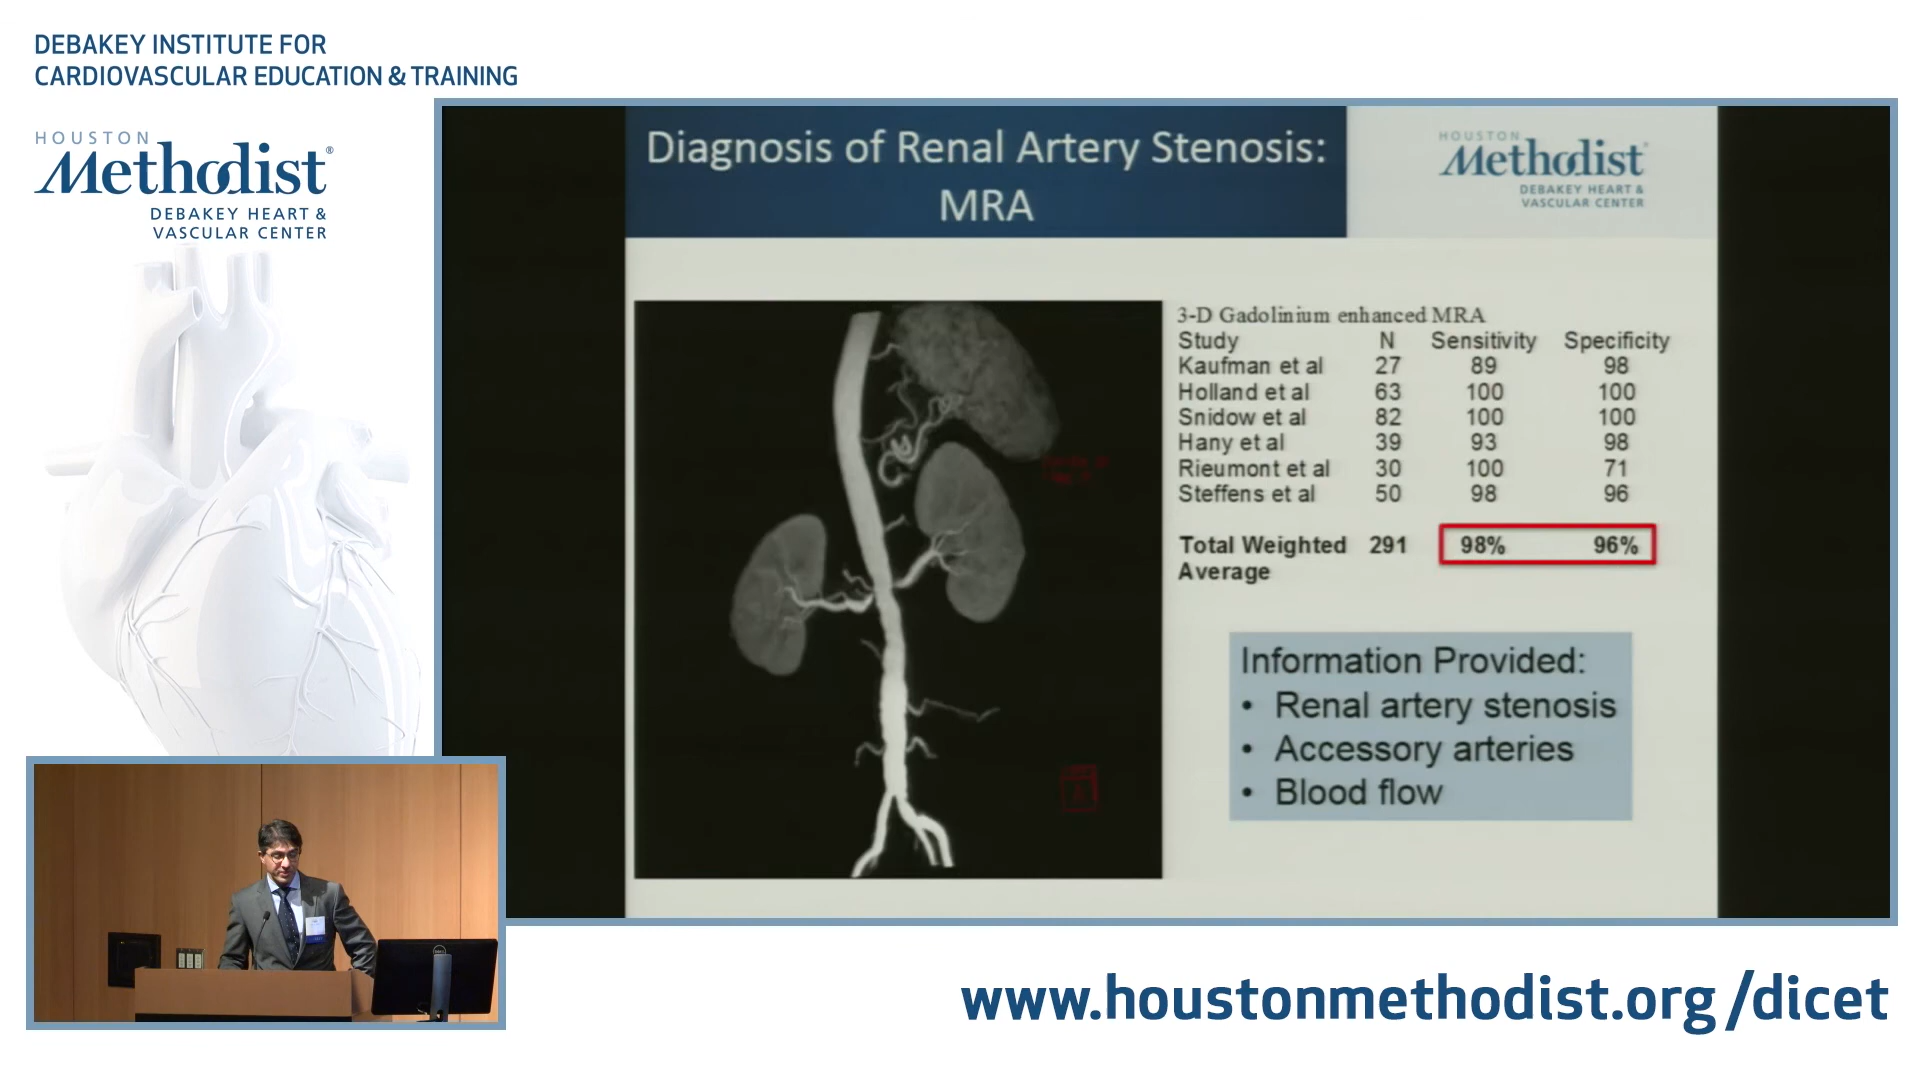 DEBAKEY INSTITUTE FOR
CARDIOVASCULAR EDUCATION & TRAINING
HOUSTON
Methodist®
DEBAKEY HEART &
VASCULAR CENTER
Diagnosis of Renal Artery Stenosis:
MRA
HOUSTON
Methodist
DEBAKEY HEART &
VASCULAR CENTER
3-D Gadolinium enhanced MRA
Study N Sensitivity Specificity
Kaufman et al 27 89 98
Holland et al 63 100 100
Snidow et al 82 100 100
Hany et al 39 93 98
Rieumont et al 30 100 71
Steffens et al 50 98 96
Total Weighted 291 98% 96%
Average
Information Provided:
• Renal artery stenosis
• Accessory arteries
• Blood flow
www.houstonmethodist.org/dicet